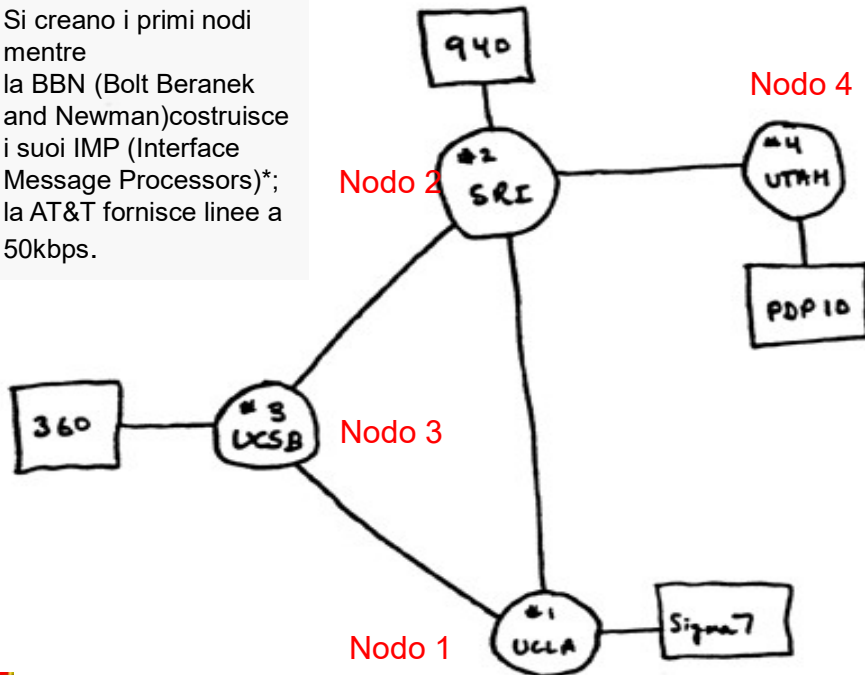 Si creano i primi nodi
mentre
la BBN (Bolt Beranek
and Newman)costruisce
i suoi IMP (Interface
Message Processors)*;
la AT&T fornisce linee a
50kbps.
940
Nodo 4
#2
SRI
Nodo 2
#4
UTAH
PDP 10
360
#3
UCSB
Nodo 3
#1
UCLA
Sigma 7
Nodo 1